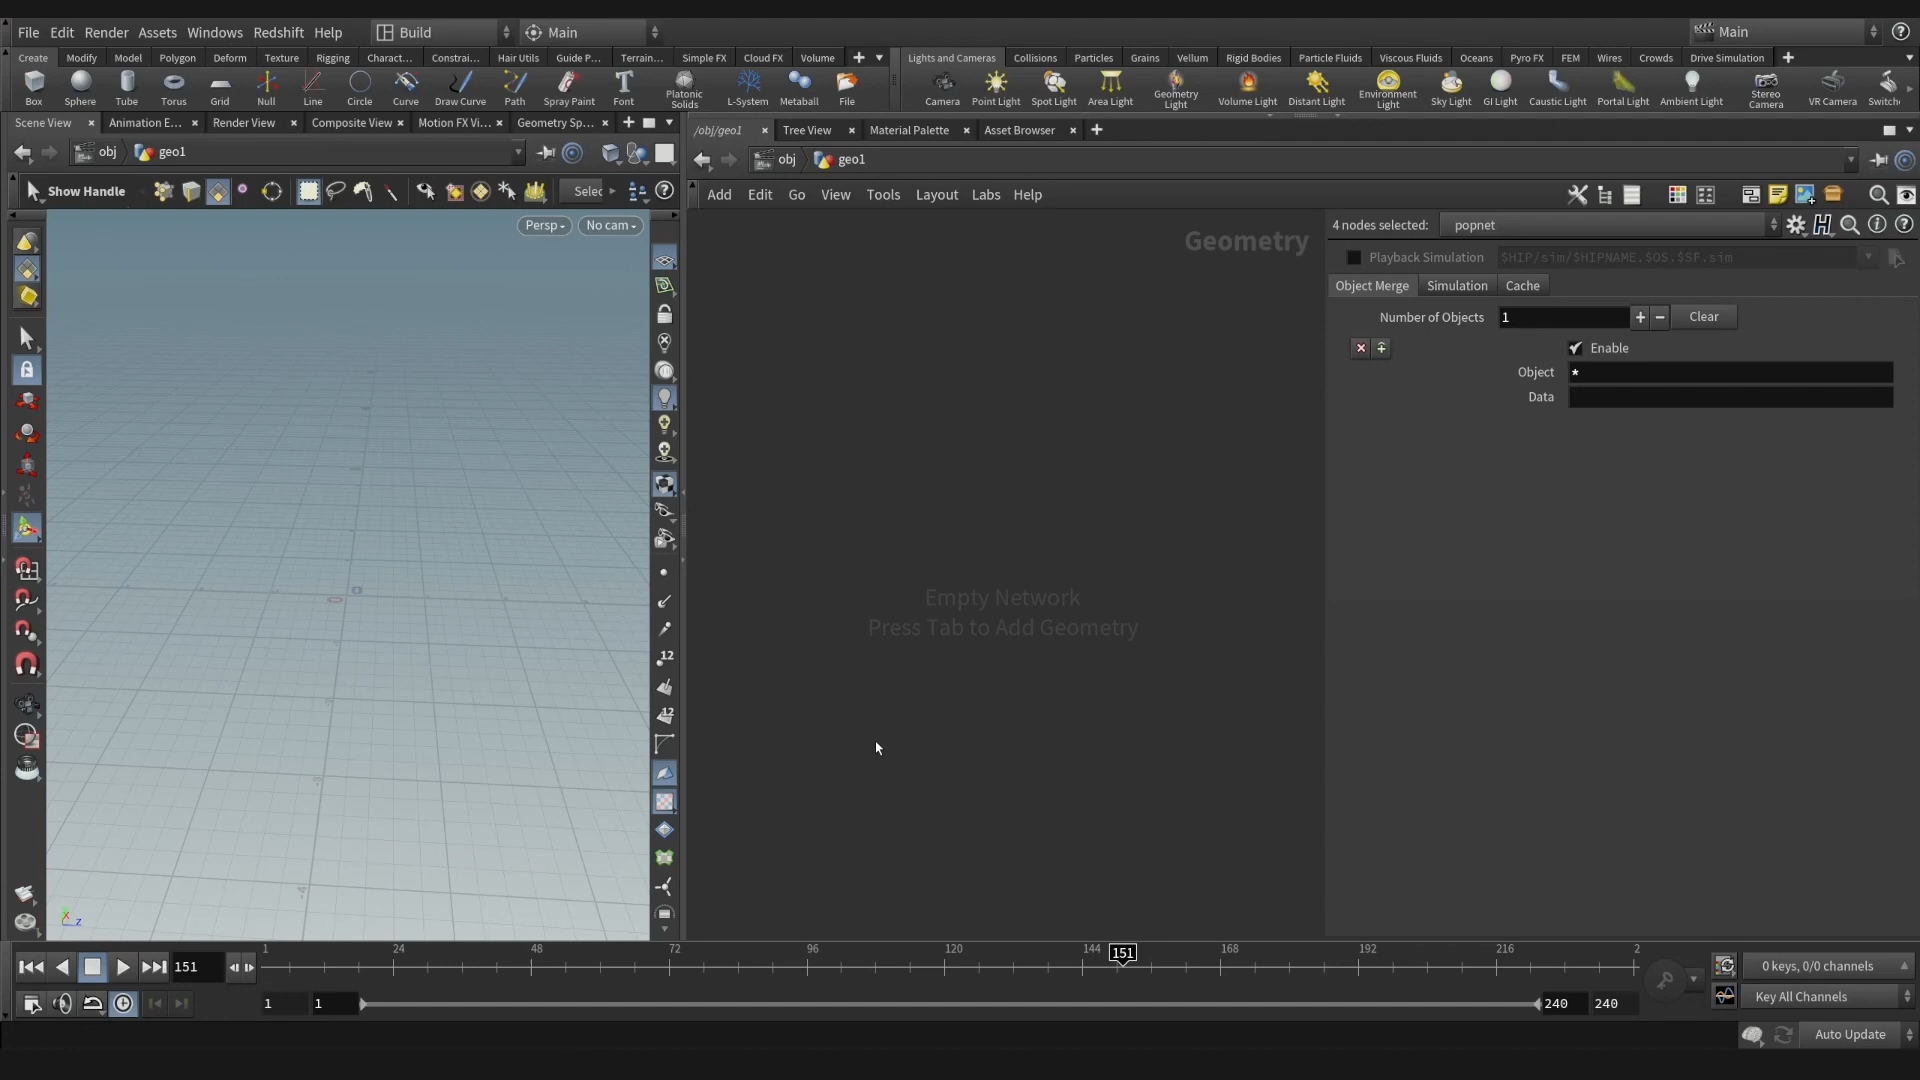 File Edit Render Assets Windows Redshift Help Build Main Main
Create Modify Model Polygon Deform Texture Rigging Charact... Constrai... Hair Utils Guide P... Terrain... Simple FX Cloud FX Volume
Lights and Cameras Collisions Particles Grains Vellum Rigid Bodies Particle Fluids Viscous Fluids Oceans Pyro FX FEM Wires Crowds Drive Simulation
Box Sphere Tube Torus Grid Null Line Circle Curve Draw Curve Path Spray Paint Font Platonic Solids L-System Metaball File
Camera Point Light Spot Light Area Light Geometry Light Volume Light Distant Light Environment Light Sky Light GI Light Caustic Light Portal Light Ambient Light Stereo Camera VR Camera Switch
Scene View Animation E... Render View Composite View Motion FX Vi... Geometry Sp...
/obj/geo1 Tree View Material Palette Asset Browser
obj geo1
obj geo1
Show Handle Selec
Add Edit Go View Tools Layout Labs Help
Persp No cam
Geometry
4 nodes selected: popnet
Playback Simulation $HIP/sim/$HIPNAME.$OS.$SF.sim
Object Merge Simulation Cache
Number of Objects 1 + - Clear
Enable
Object *
Data
Empty Network
Press Tab to Add Geometry
12
12
0
x z
1 24 48 72 96 120 144 168 192 216 2
151
151
0 keys, 0/0 channels
1 1 240 240
Key All Channels
Auto Update